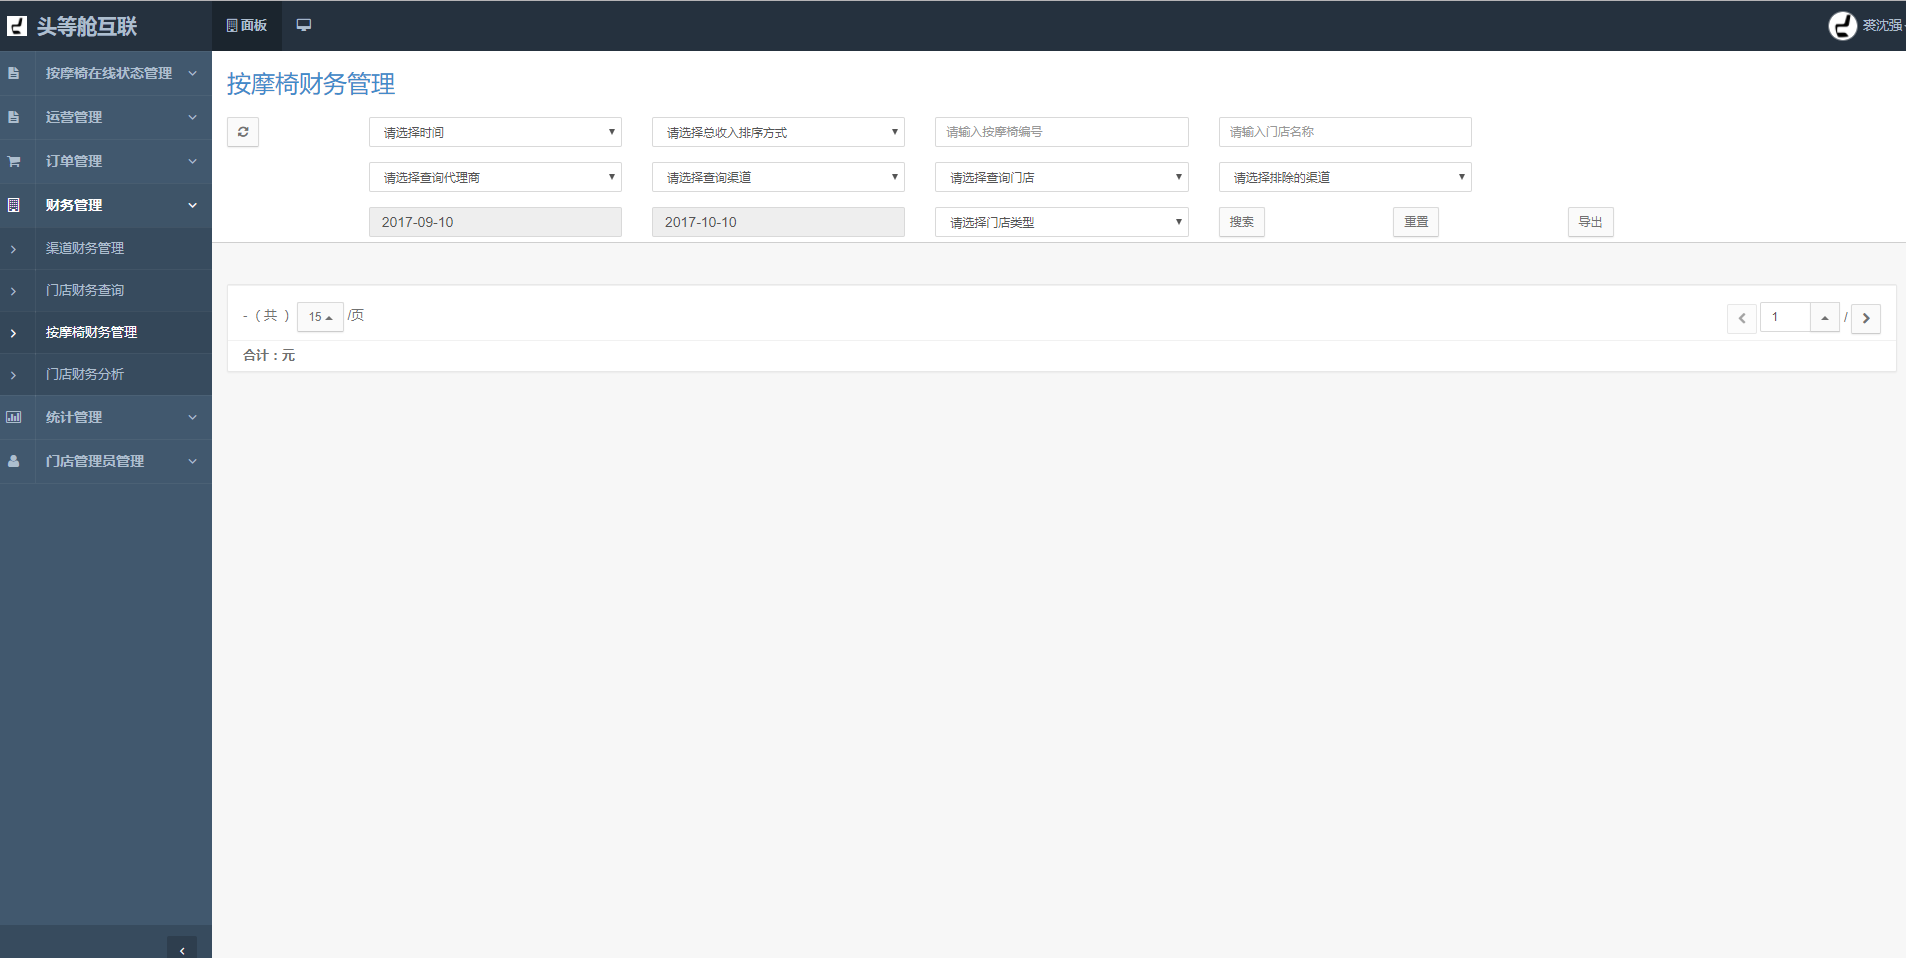 头等舱互联
面板
裘沈强
按摩椅在线状态管理
运营管理
订单管理
财务管理
渠道财务管理
门店财务查询
按摩椅财务管理
门店财务分析
统计管理
门店管理员管理
按摩椅财务管理
请选择时间
请选择总收入排序方式
请输入按摩椅编号
请输入门店名称
请选择查询代理商
请选择查询渠道
请选择查询门店
请选择排除的渠道
2017-09-10
2017-10-10
请选择门店类型
搜索
重置
导出
- ( 共 ) 15 /页
1 /
合计：元